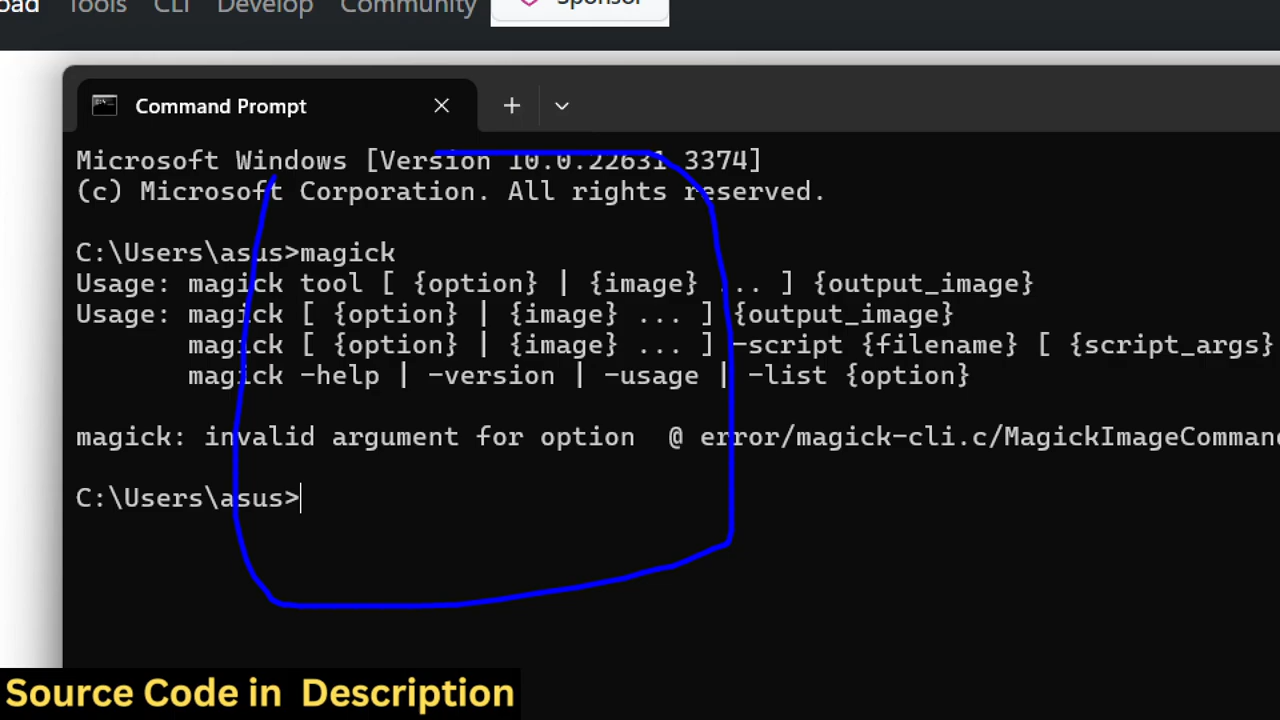 Tools CLI Develop Community Sponsor
Command Prompt
Microsoft Windows [Version 10.0.22631.3374]
(c) Microsoft Corporation. All rights reserved.
C:\Users\asus>magick
Usage: magick tool [ {option} | {image} ... ] {output_image}
Usage: magick [ {option} | {image} ... ] {output_image}
magick [ {option} | {image} ... ] -script {filename} [ {script_args}
magick -help | -version | -usage | -list {option}
magick: invalid argument for option @ error/magick-cli.c/MagickImageComman
C:\Users\asus>
Source Code in Description